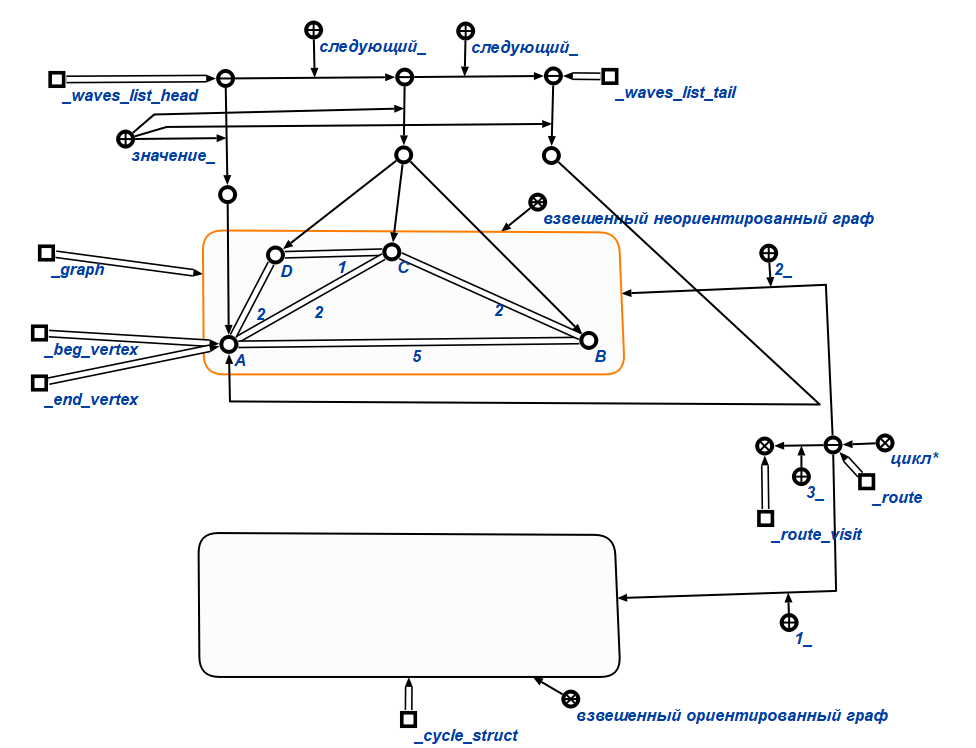 следующий_
следующий_
_waves_list_head
_waves_list_tail
значение_
взвешенный неориентированный граф
_graph
D
1
C
2_
2
2
2
_beg_vertex
A
5
B
_end_vertex
цикл*
3_
_route
_route_visit
1_
взвешенный ориентированный граф
_cycle_struct